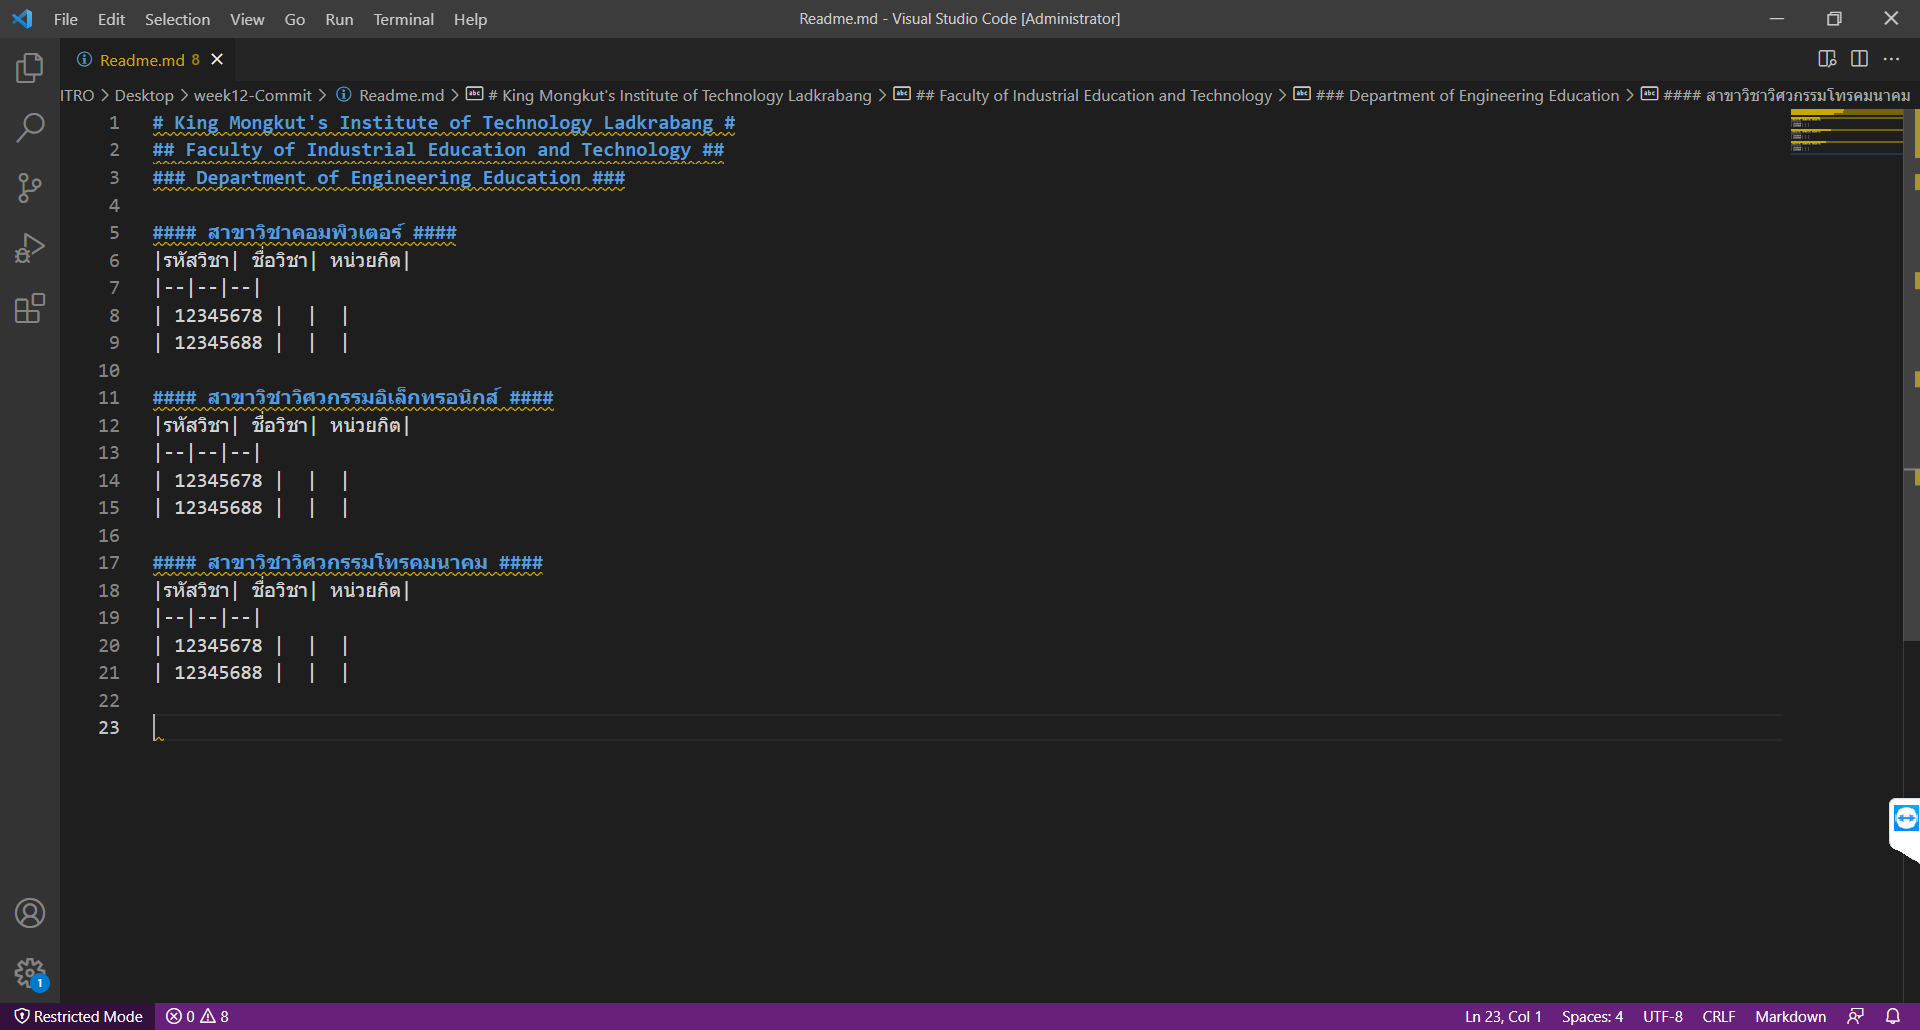 File Edit Selection View Go Run Terminal Help
Readme.md - Visual Studio Code [Administrator]
Readme.md 8
ITRO > Desktop > week12-Commit > Readme.md > # King Mongkut's Institute of Technology Ladkrabang > ## Faculty of Industrial Education and Technology > ### Department of Engineering Education > #### สาขาวิชาวิศวกรรมโทรคมนาคม
1 # King Mongkut's Institute of Technology Ladkrabang #
2 ## Faculty of Industrial Education and Technology ##
3 ### Department of Engineering Education ###
4
5 #### สาขาวิชาคอมพิวเตอร์ ####
6 |รหัสวิชา| ชื่อวิชา| หน่วยกิต|
7 |--|--|--|
8 | 12345678 |  |  |
9 | 12345688 |  |  |
10
11 #### สาขาวิชาวิศวกรรมอิเล็กทรอนิกส์ ####
12 |รหัสวิชา| ชื่อวิชา| หน่วยกิต|
13 |--|--|--|
14 | 12345678 |  |  |
15 | 12345688 |  |  |
16
17 #### สาขาวิชาวิศวกรรมโทรคมนาคม ####
18 |รหัสวิชา| ชื่อวิชา| หน่วยกิต|
19 |--|--|--|
20 | 12345678 |  |  |
21 | 12345688 |  |  |
22
23
1
Restricted Mode 0 8 Ln 23, Col 1 Spaces: 4 UTF-8 CRLF Markdown